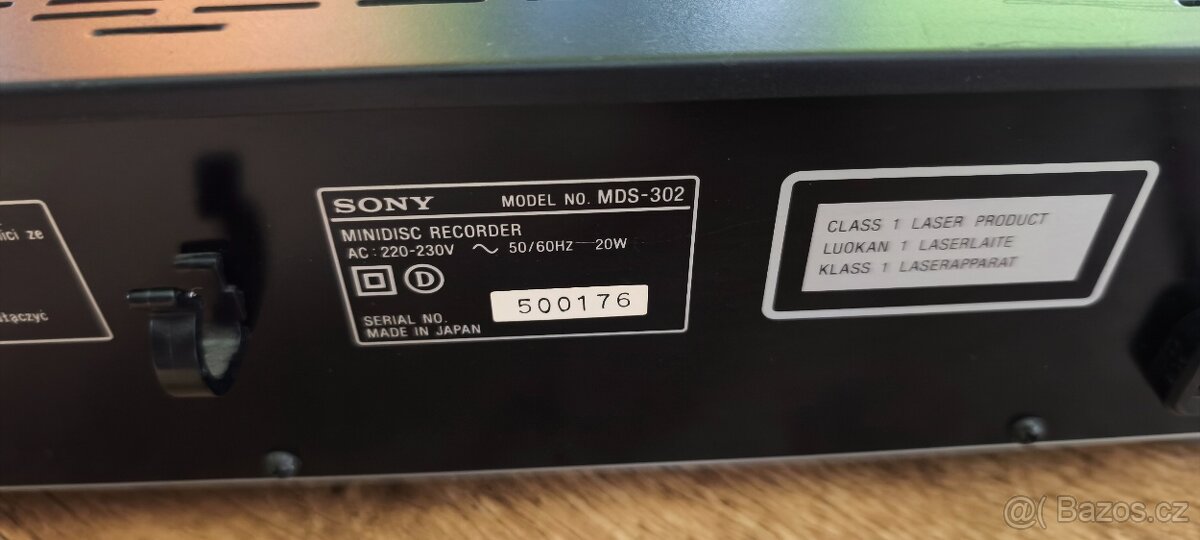 ici ze
łączyc
SONY MODEL NO. MDS-302
MINIDISC RECORDER
AC : 220-230V ～ 50/60HZ 20W
D
500176
SERIAL NO.
MADE IN JAPAN
CLASS 1 LASER PRODUCT
LUOKAN 1 LASERLAITE
KLASS 1 LASERAPPARAT
@( Bazos.cz